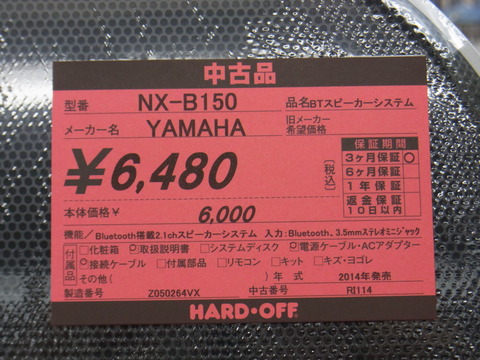 中古品
型番 NX-B150 品名BTスピーカーシステム
メーカー名 YAMAHA 旧メーカー希望価格
¥6,480 [税込]
保証期間
3ヶ月保証 ○
6ヶ月保証
1年保証
返金保証
10日以内
本体価格¥ 6,000
機能/Bluetooth搭載2.1chスピーカーシステム 入力:Bluetooth、3.5mmステレオミニジャック
付属品 □化粧箱 ○取扱説明書 □システムディスク ○電源ケーブル・ACアダプター
○接続ケーブル □付属部品 □リモコン □キット □キズ・ヨゴレ
その他( )年式 2014年発売
製造番号 Z050264VX 中古番号 RI114
HARD・OFF